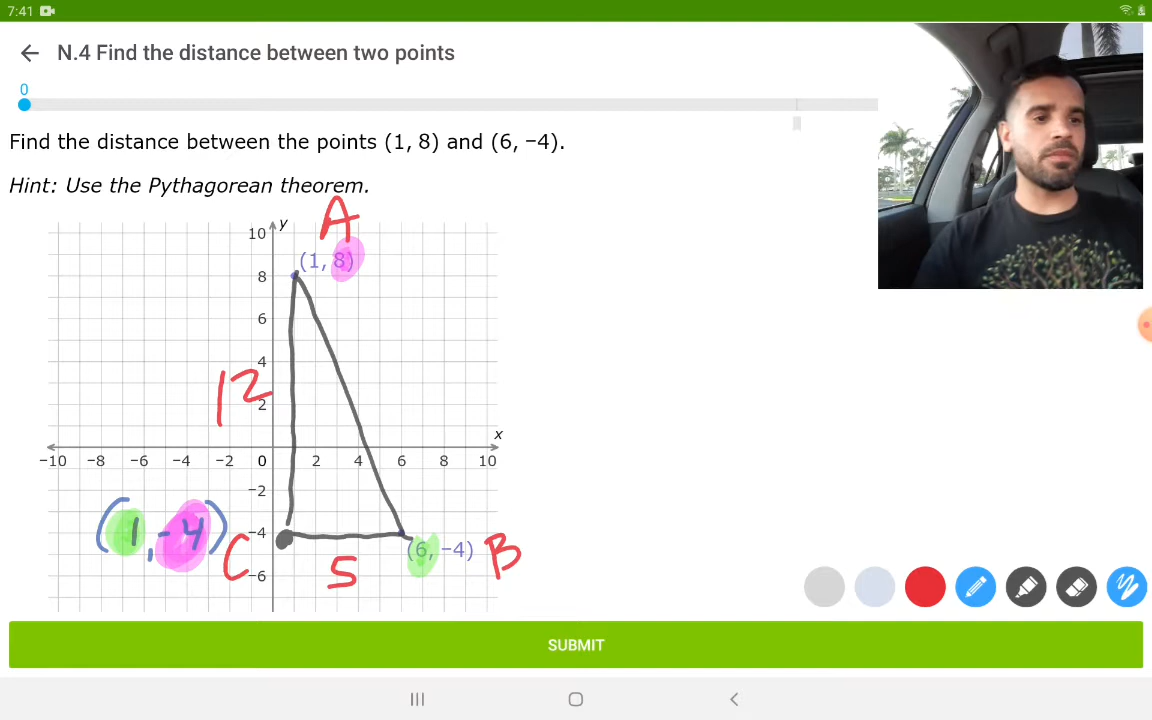 7:41
N.4 Find the distance between two points
0
Find the distance between the points (1, 8) and (6, −4).
Hint: Use the Pythagorean theorem.
A
10 y
(1, 8)
8
6
4
12
2
x
−10 −8 −6 −4 −2 0 2 4 6 8 10
−2
(1, −4)
−4
C
(6, −4) B
5
−6
SUBMIT